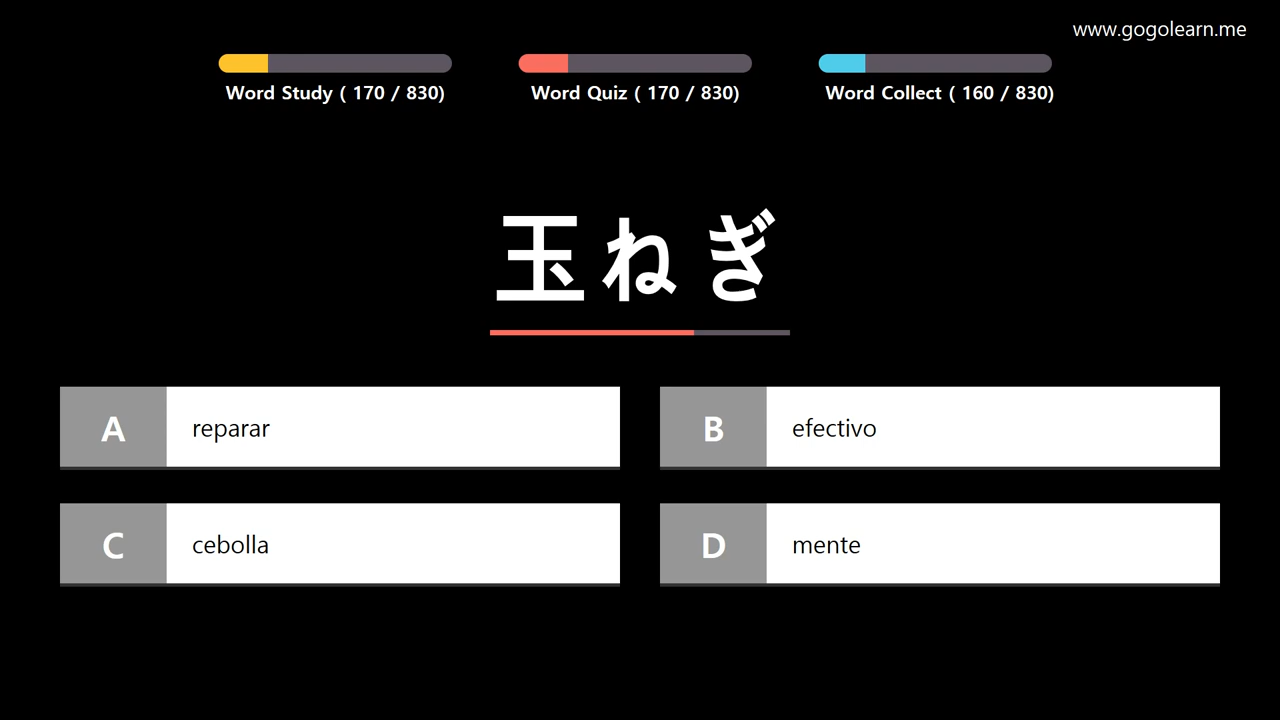 www.gogolearn.me
Word Study ( 170 / 830)
Word Quiz ( 170 / 830)
Word Collect ( 160 / 830)
玉ねぎ
A reparar
B efectivo
C cebolla
D mente